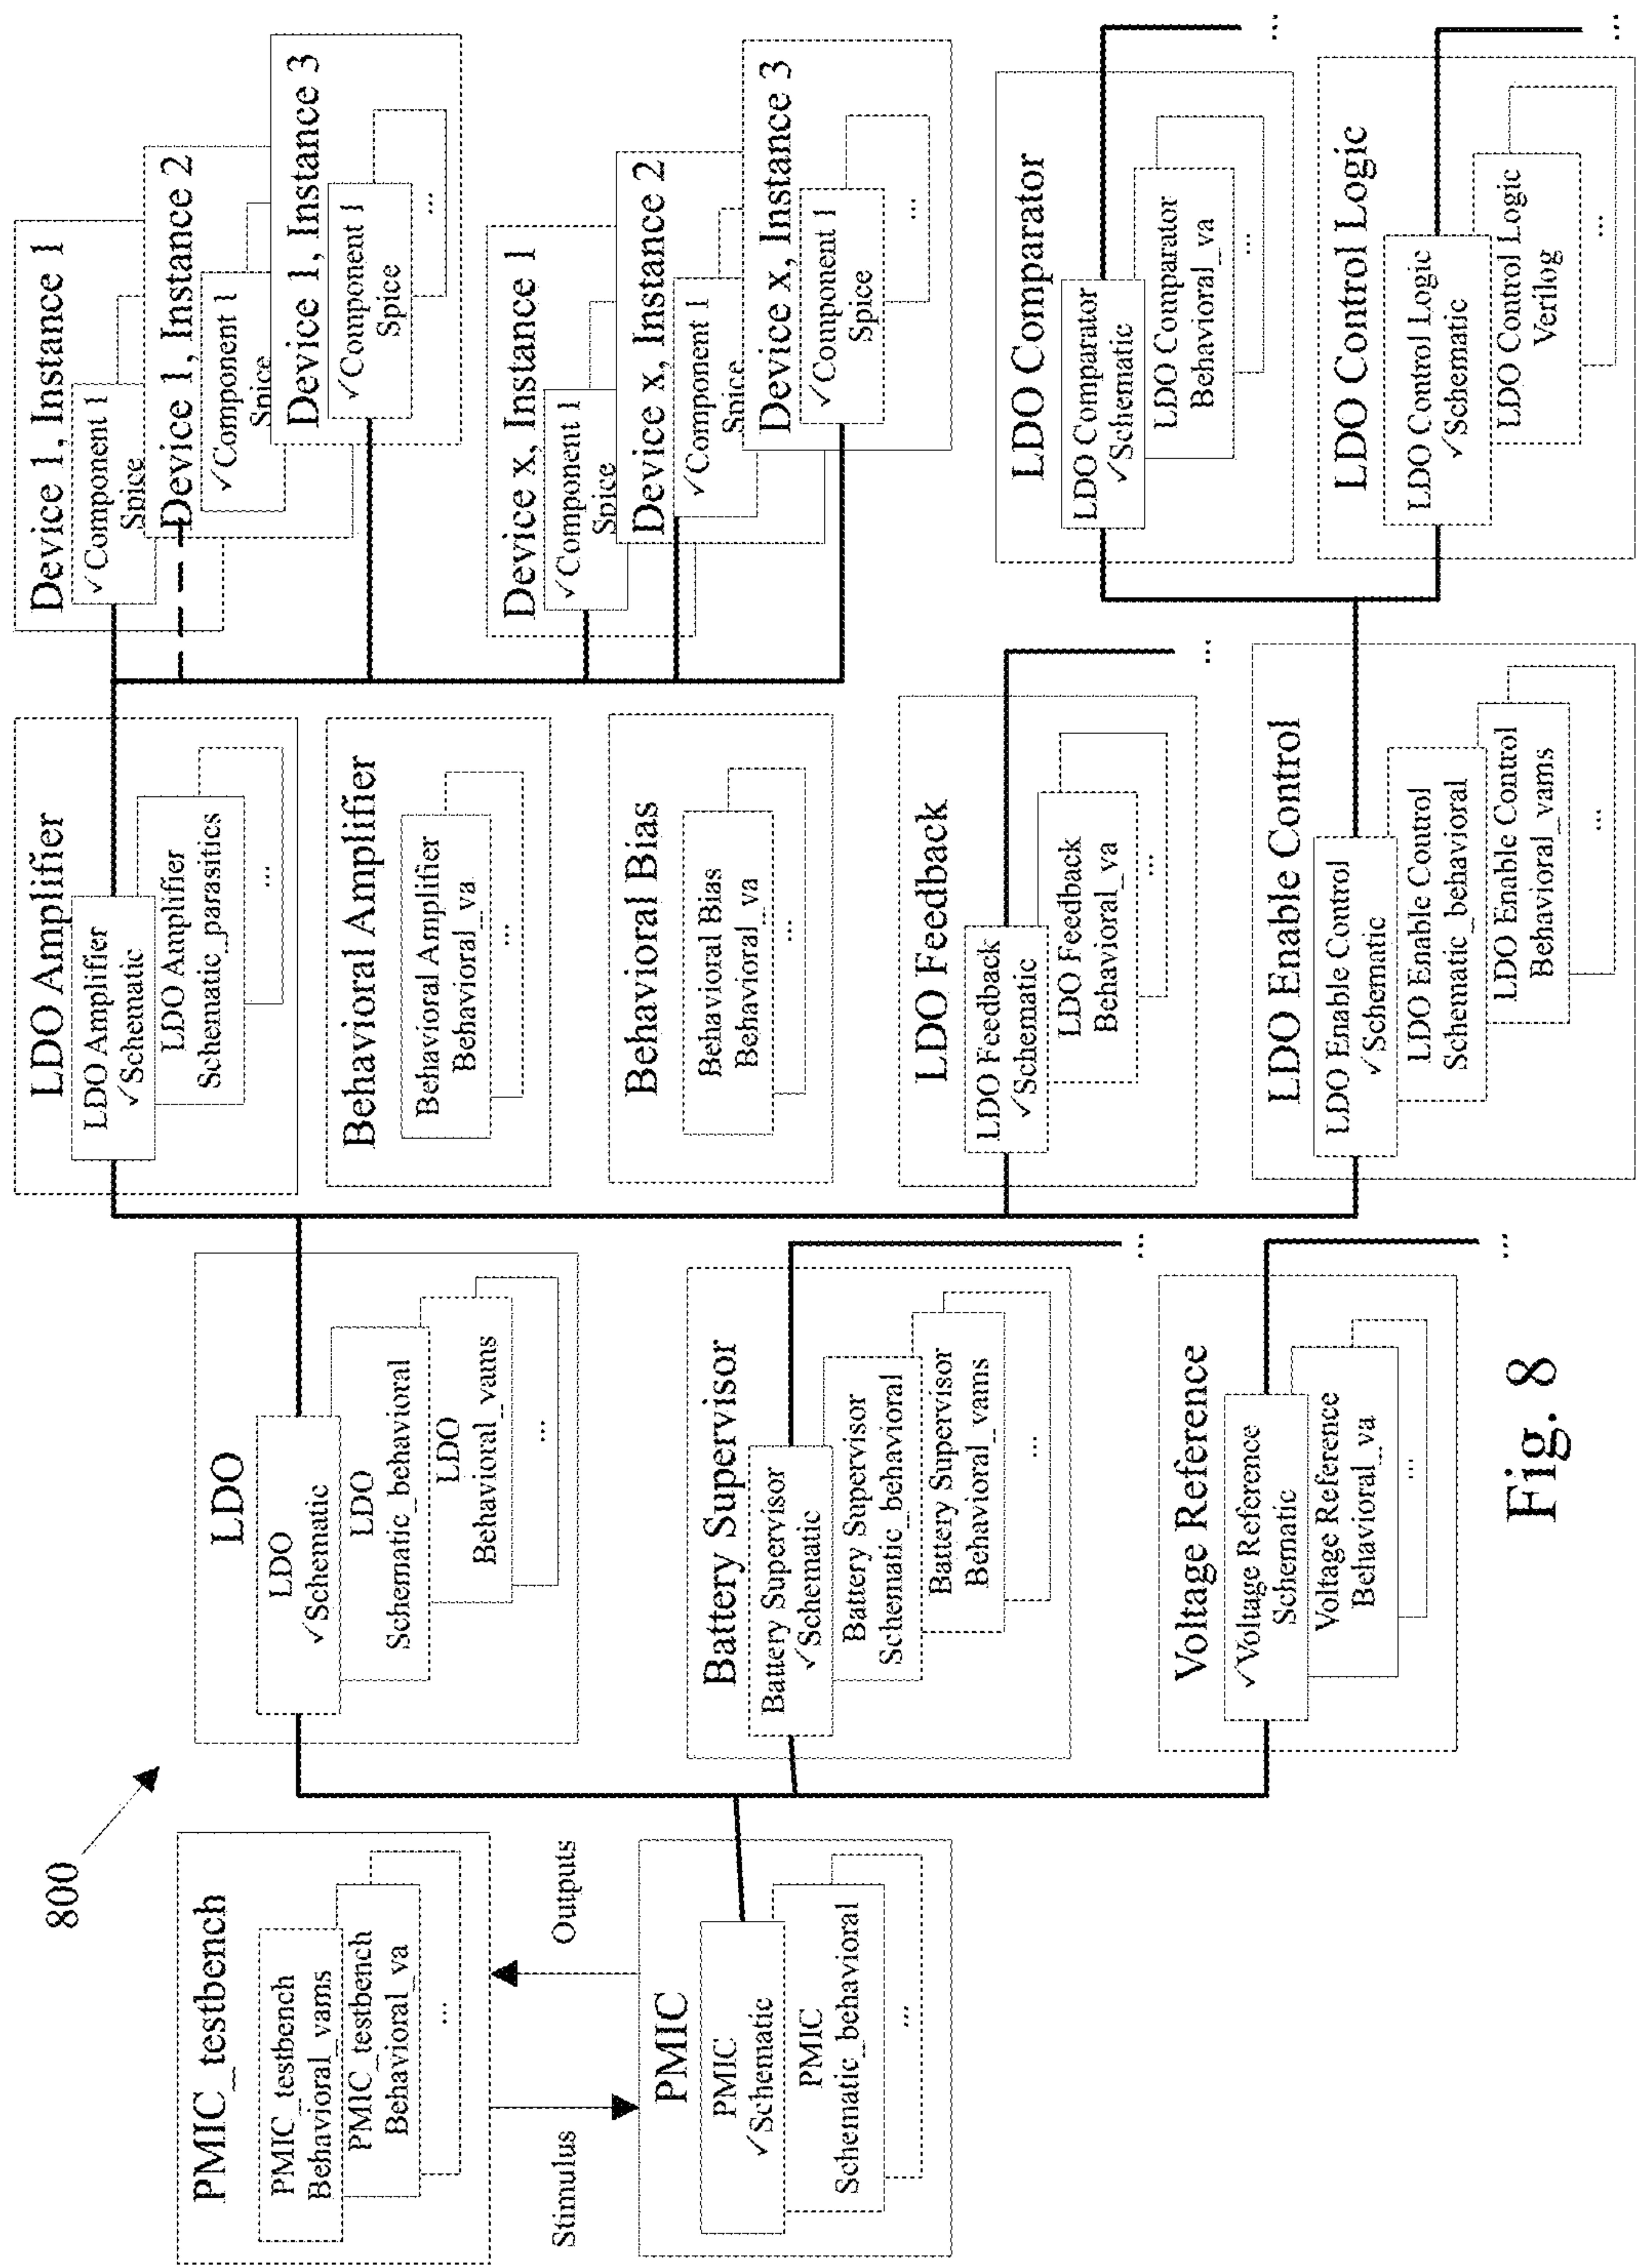 800
PMIC_testbench
PMIC_testbench
Behavioral_vams
PMIC_testbench
Behavioral_va
...
Stimulus
Outputs
PMIC
PMIC
✓Schematic
PMIC
Schematic_behavioral
...
LDO
LDO
✓Schematic
LDO
Schematic_behavioral
LDO
Behavioral_vams
...
Battery Supervisor
Battery Supervisor
✓Schematic
Battery Supervisor
Schematic_behavioral
Battery Supervisor
Behavioral_vams
...
...
Voltage Reference
✓Voltage Reference
Schematic
Voltage Reference
Behavioral_va
...
...
LDO Amplifier
LDO Amplifier
✓Schematic
LDO Amplifier
Schematic_parasitics
...
Behavioral Amplifier
Behavioral Amplifier
Behavioral_va
...
Behavioral Bias
Behavioral Bias
Behavioral_va
...
LDO Feedback
LDO Feedback
✓Schematic
LDO Feedback
Behavioral_va
...
...
LDO Enable Control
LDO Enable Control
✓Schematic
LDO Enable Control
Schematic_behavioral
LDO Enable Control
Behavioral_vams
...
Device 1, Instance 1
✓Component 1
Spice
Device 1, Instance 2
✓Component 1
Spice
Device 1, Instance 3
✓Component 1
Spice
...
Device x, Instance 1
✓Component 1
Spice
Device x, Instance 2
✓Component 1
Spice
Device x, Instance 3
✓Component 1
Spice
...
LDO Comparator
LDO Comparator
✓Schematic
LDO Comparator
Behavioral_va
...
...
LDO Control Logic
LDO Control Logic
✓Schematic
LDO Control Logic
Verilog
...
...
Fig. 8